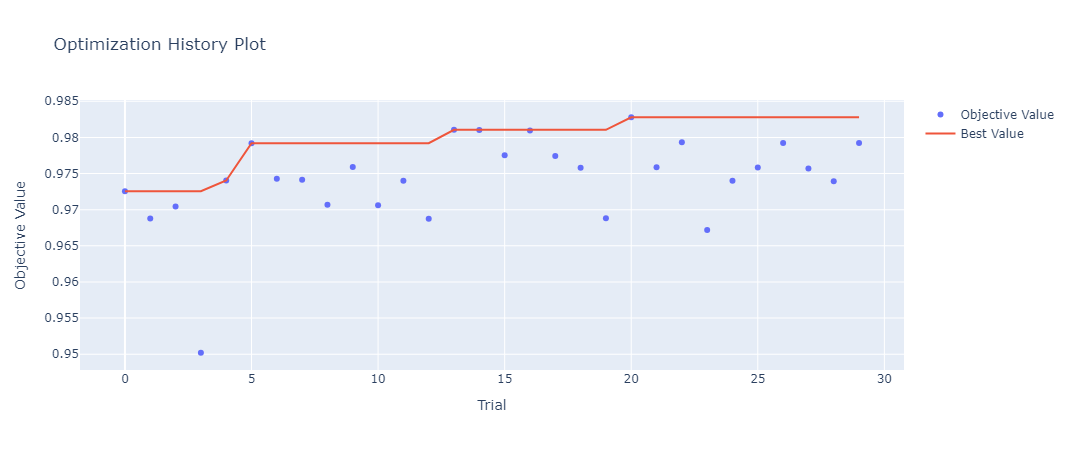 Optimization History Plot
0.985
0.98
0.975
0.97
0.965
0.96
0.955
0.95
Objective Value
0 5 10 15 20 25 30
Trial
Objective Value
Best Value